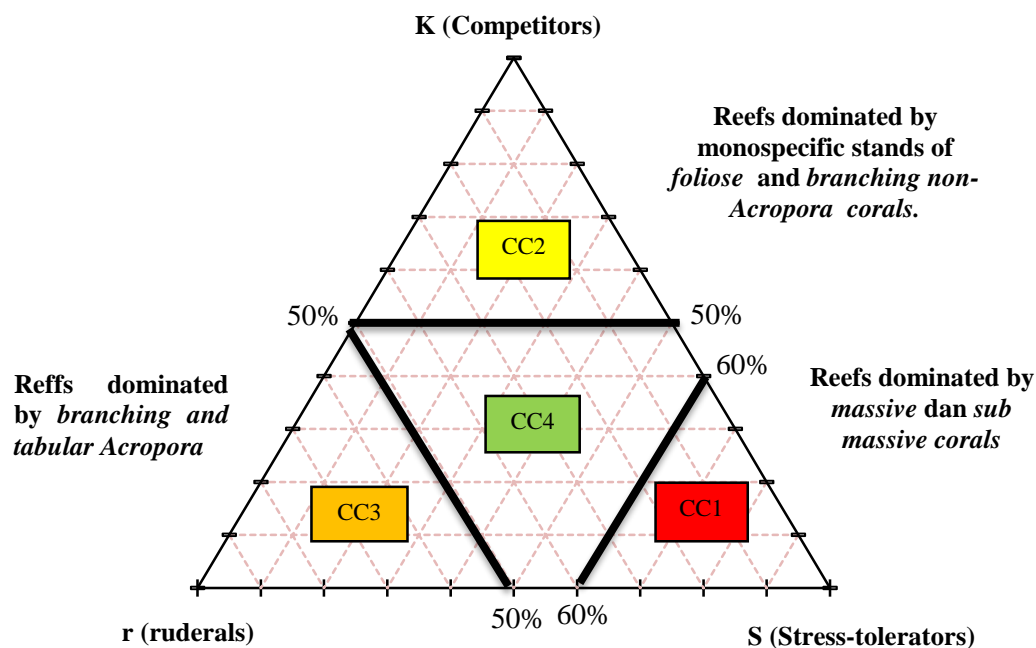 K (Competitors)
Reefs dominated by
monospecific stands of
foliose and branching non-
Acropora corals.
CC2
50%
50%
60%
Reffs dominated
by branching and
tabular Acropora
Reefs dominated by
massive dan sub
massive corals
CC4
CC3
CC1
50%
60%
r (ruderals)
S (Stress-tolerators)